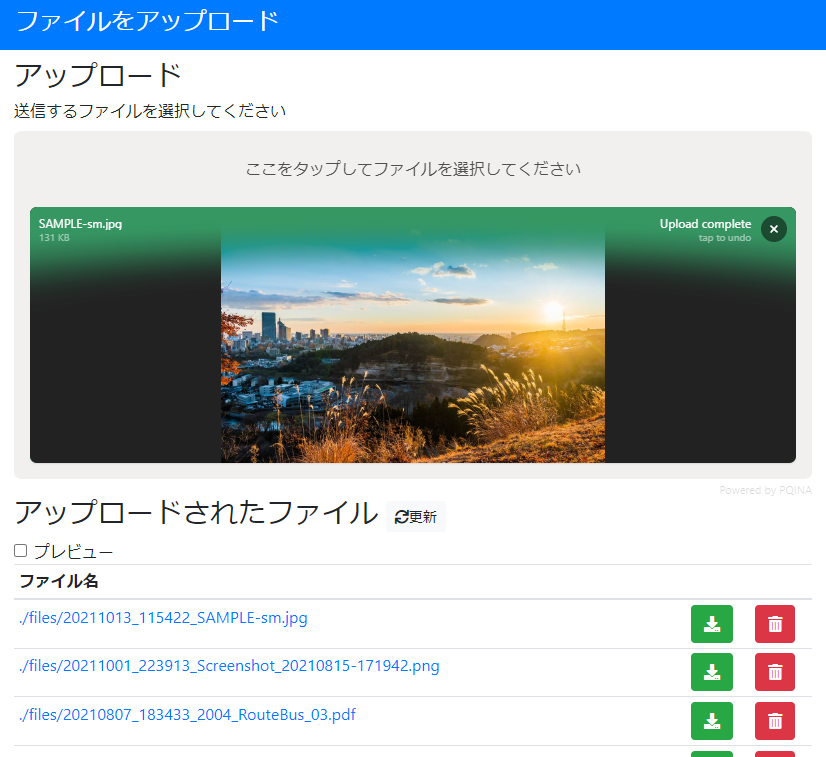 ファイルをアップロード
アップロード
送信するファイルを選択してください
ここをタップしてファイルを選択してください
SAMPLE-sm.jpg
131 KB
Upload complete
tap to undo
Powered by PQINA
アップロードされたファイル 更新
プレビュー
ファイル名
./files/20211013_115422_SAMPLE-sm.jpg
./files/20211001_223913_Screenshot_20210815-171942.png
./files/20210807_183433_2004_RouteBus_03.pdf